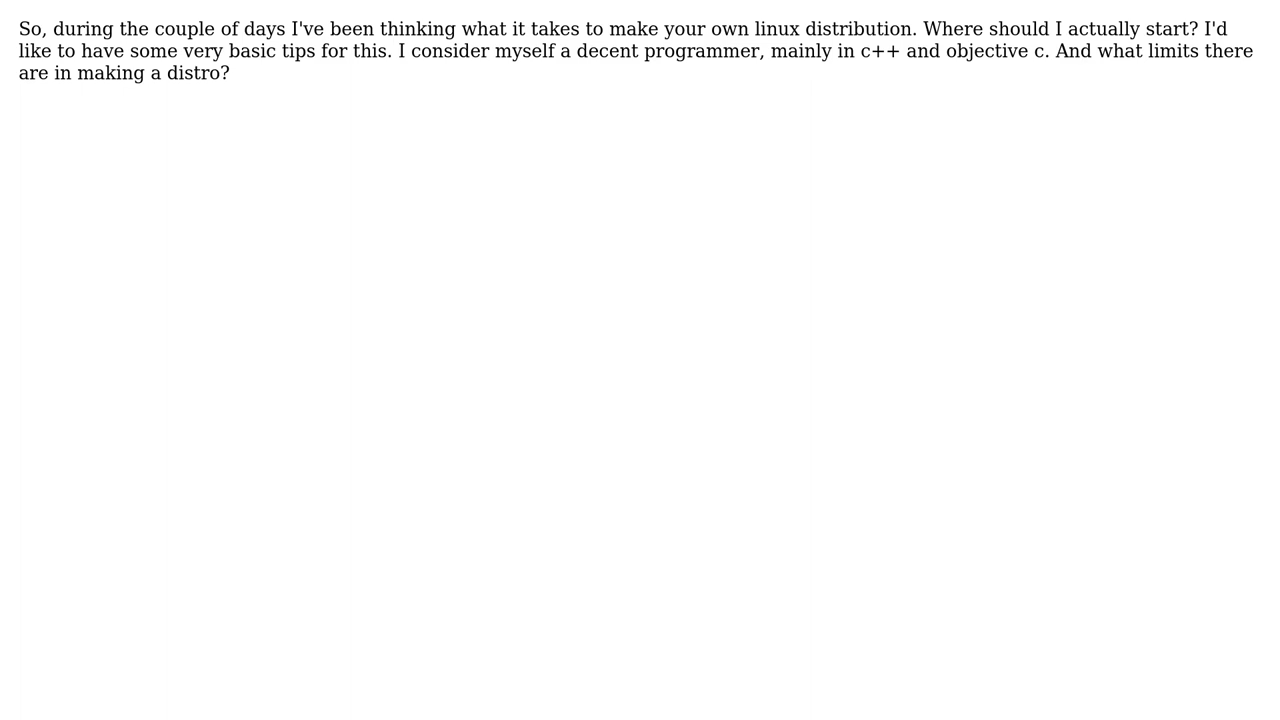 So, during the couple of days I've been thinking what it takes to make your own linux distribution. Where should I actually start? I'd
like to have some very basic tips for this. I consider myself a decent programmer, mainly in c++ and objective c. And what limits there
are in making a distro?